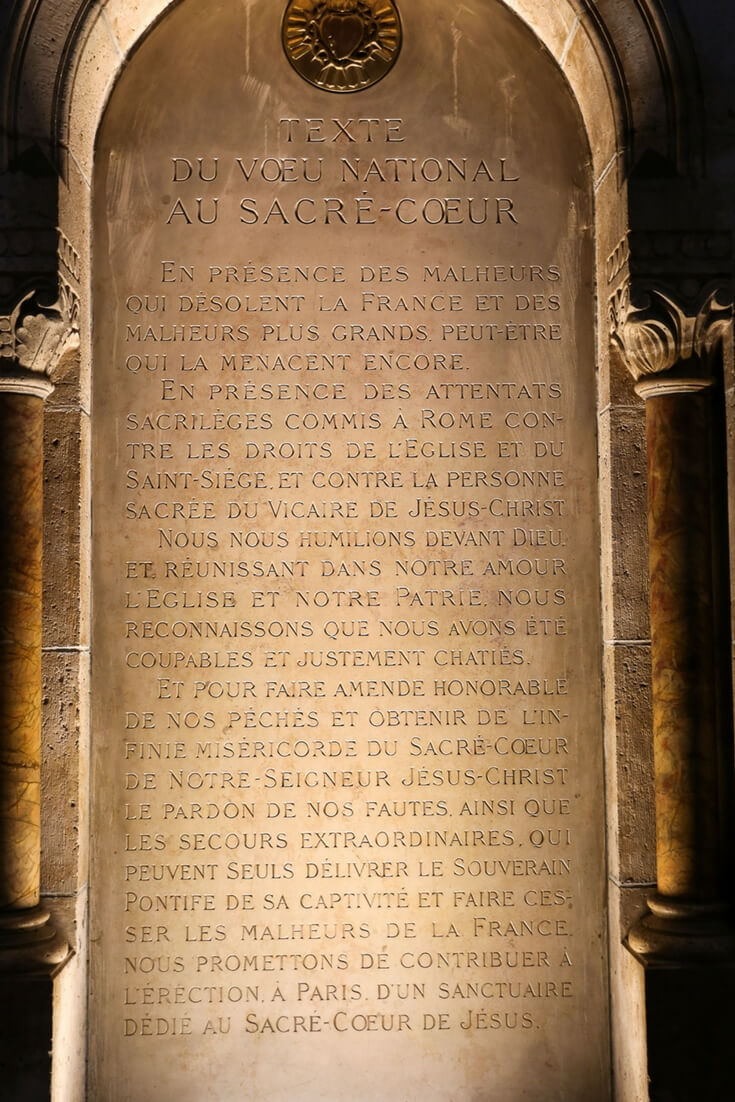 TEXTE
DU VŒU NATIONAL
AU SACRÉ-CŒUR
EN PRÉSENCE DES MALHEURS
QUI DÉSOLENT LA FRANCE ET DES
MALHEURS PLUS GRANDS, PEUT-ÊTRE
QUI LA MENACENT ENCORE.
EN PRÉSENCE DES ATTENTATS
SACRILÈGES COMMIS À ROME CON-
TRE LES DROITS DE L'EGLISE ET DU
SAINT-SIÉGE, ET CONTRE LA PERSONNE
SACRÉE DU VICAIRE DE JÉSUS-CHRIST
NOUS NOUS HUMILIONS DEVANT DIEU,
ET RÉUNISSANT DANS NOTRE AMOUR
L'EGLISE ET NOTRE PATRIE, NOUS
RECONNAISSONS QUE NOUS AVONS ÉTÉ
COUPABLES ET JUSTEMENT CHATIÉS.
ET POUR FAIRE AMENDE HONORABLE
DE NOS PÉCHÉS ET OBTENIR DE L'IN-
FINIE MISÉRICORDE DU SACRÉ-CŒUR
DE NOTRE-SEIGNEUR JÉSUS-CHRIST
LE PARDON DE NOS FAUTES, AINSI QUE
LES SECOURS EXTRAORDINAIRES, QUI
PEUVENT SEULS DÉLIVRER LE SOUVERAIN
PONTIFE DE SA CAPTIVITÉ ET FAIRE CES-
SER LES MALHEURS DE LA FRANCE,
NOUS PROMETTONS DE CONTRIBUER À
L'ÉRECTION, À PARIS, D'UN SANCTUAIRE
DÉDIÉ AU SACRÉ-CŒUR DE JÉSUS.